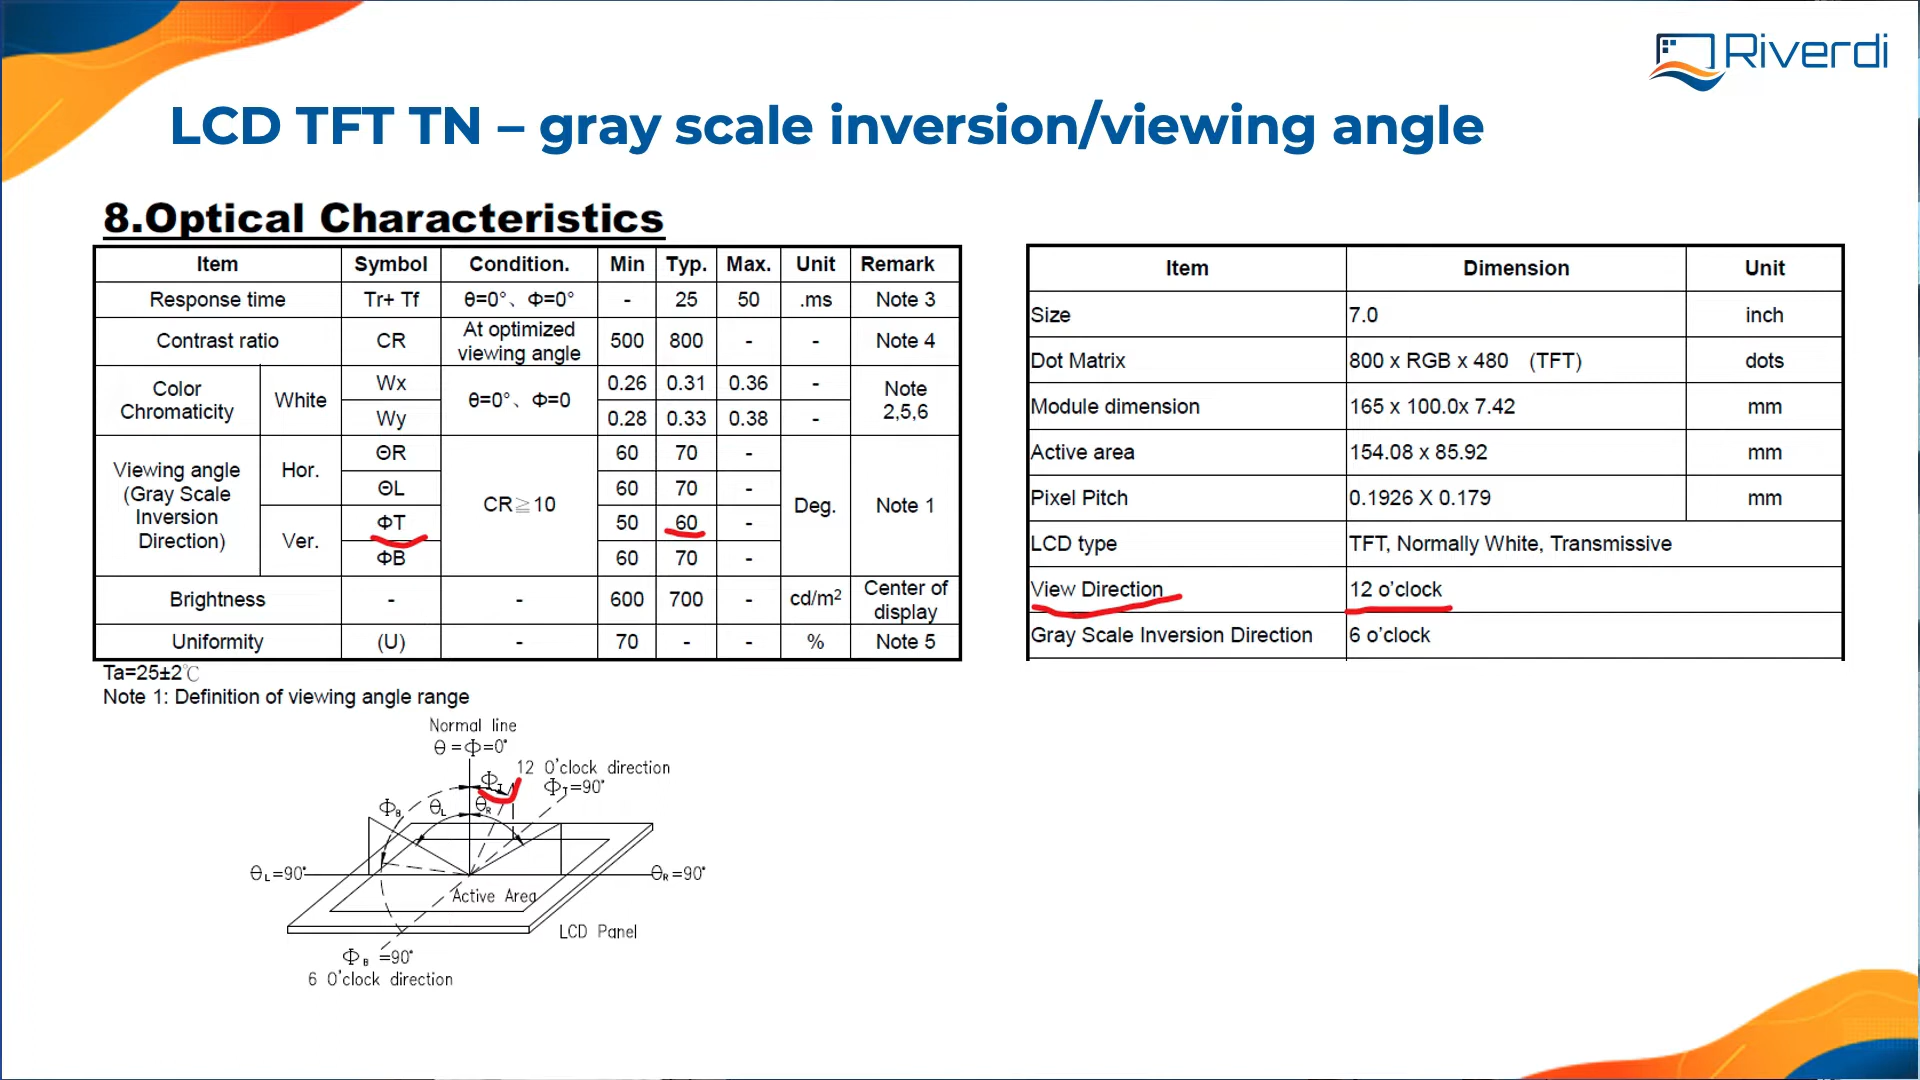 Riverdi
LCD TFT TN – gray scale inversion/viewing angle
8.Optical Characteristics
Item Symbol Condition. Min Typ. Max. Unit Remark
Response time Tr+ Tf θ=0°、Φ=0° - 25 50 .ms Note 3
Contrast ratio CR At optimized viewing angle 500 800 - - Note 4
Color Chromaticity White Wx θ=0°、Φ=0 0.26 0.31 0.36 - Note 2,5,6
Wy 0.28 0.33 0.38 -
Viewing angle (Gray Scale Inversion Direction) Hor. ΘR CR≧10 60 70 - Deg. Note 1
ΘL 60 70 -
Ver. ΦT 50 60 -
ΦB 60 70 -
Brightness - - 600 700 - cd/m2 Center of display
Uniformity (U) - 70 - - % Note 5
Ta=25±2℃
Note 1: Definition of viewing angle range
Normal line
θ =Φ=0°
12 O'clock direction
ΦT=90°
ΦT
ΦB
θL
θR
θL=90°
θR=90°
Active Area
LCD Panel
ΦB =90°
6 O'clock direction
Item Dimension Unit
Size 7.0 inch
Dot Matrix 800 x RGB x 480 (TFT) dots
Module dimension 165 x 100.0x 7.42 mm
Active area 154.08 x 85.92 mm
Pixel Pitch 0.1926 X 0.179 mm
LCD type TFT, Normally White, Transmissive
View Direction 12 o’clock
Gray Scale Inversion Direction 6 o’clock